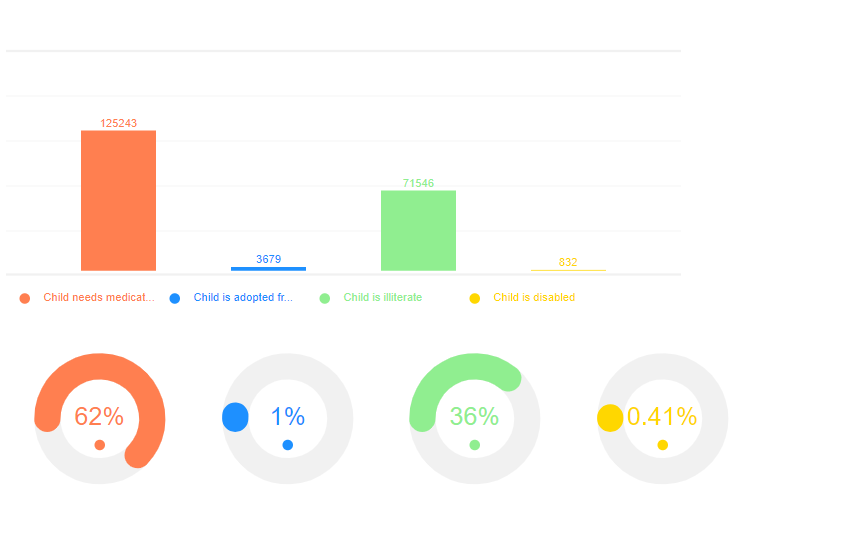 125243
71546
3679
832
Child needs medicat...
Child is adopted fr...
Child is illiterate
Child is disabled
62%
1%
36%
0.41%